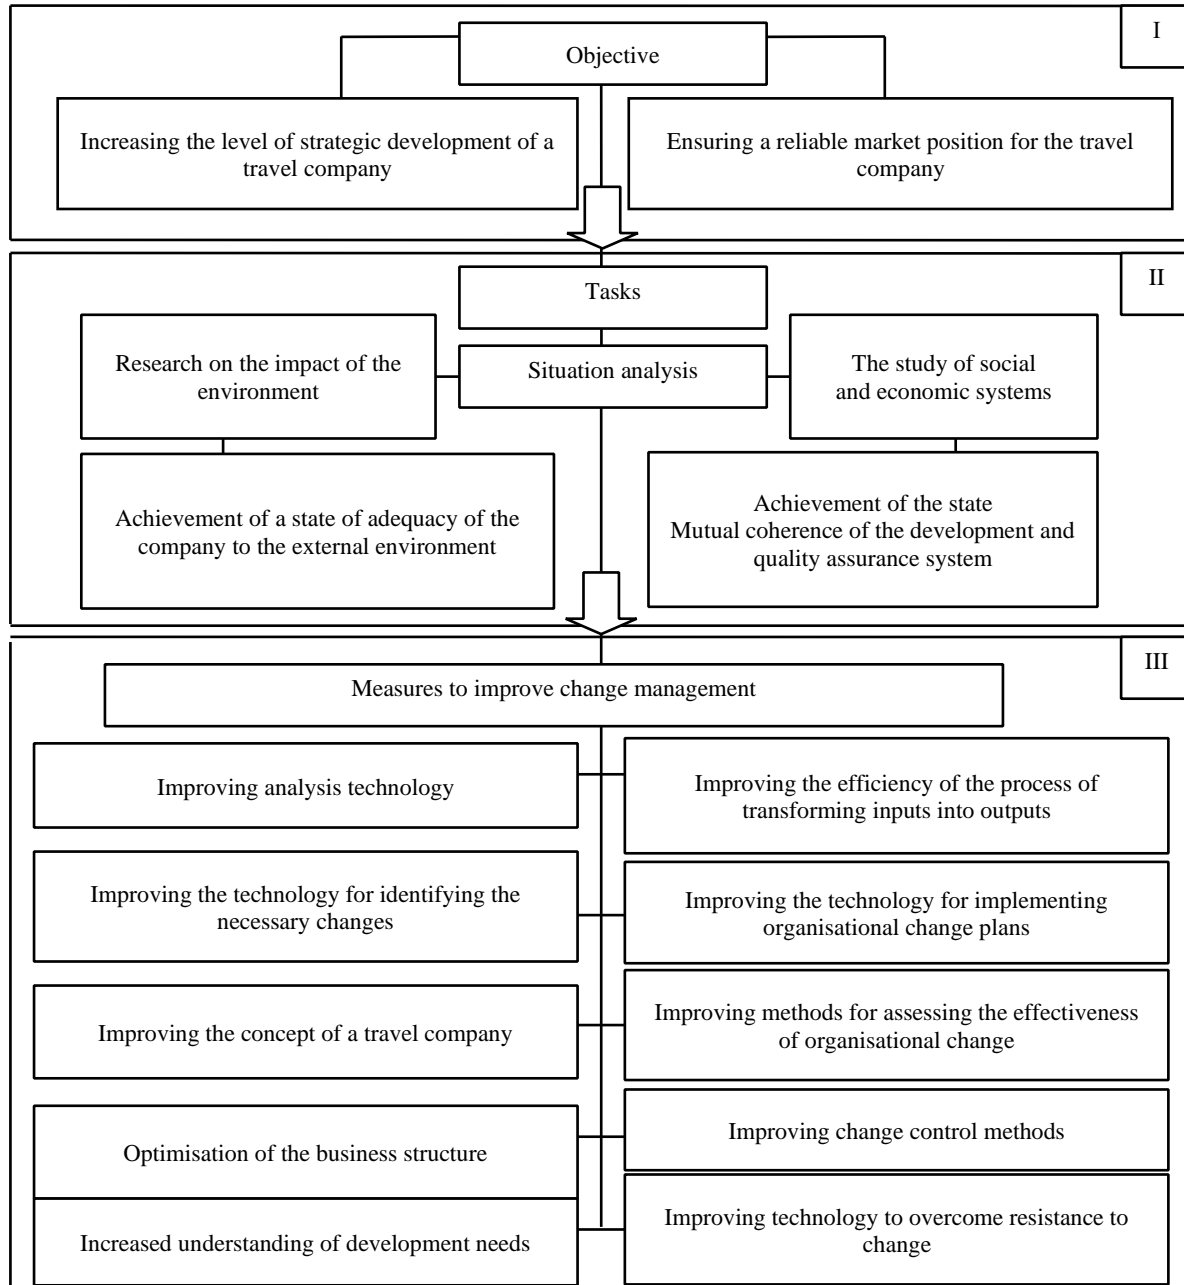 I
Objective
Increasing the level of strategic development of a
travel company
Ensuring a reliable market position for the travel
company
II
Tasks
Research on the impact of the
environment
Situation analysis
The study of social
and economic systems
Achievement of a state of adequacy of the
company to the external environment
Achievement of the state
Mutual coherence of the development and
quality assurance system
III
Measures to improve change management
Improving analysis technology
Improving the efficiency of the process of
transforming inputs into outputs
Improving the technology for identifying the
necessary changes
Improving the technology for implementing
organisational change plans
Improving the concept of a travel company
Improving methods for assessing the effectiveness
of organisational change
Optimisation of the business structure
Improving change control methods
Increased understanding of development needs
Improving technology to overcome resistance to
change